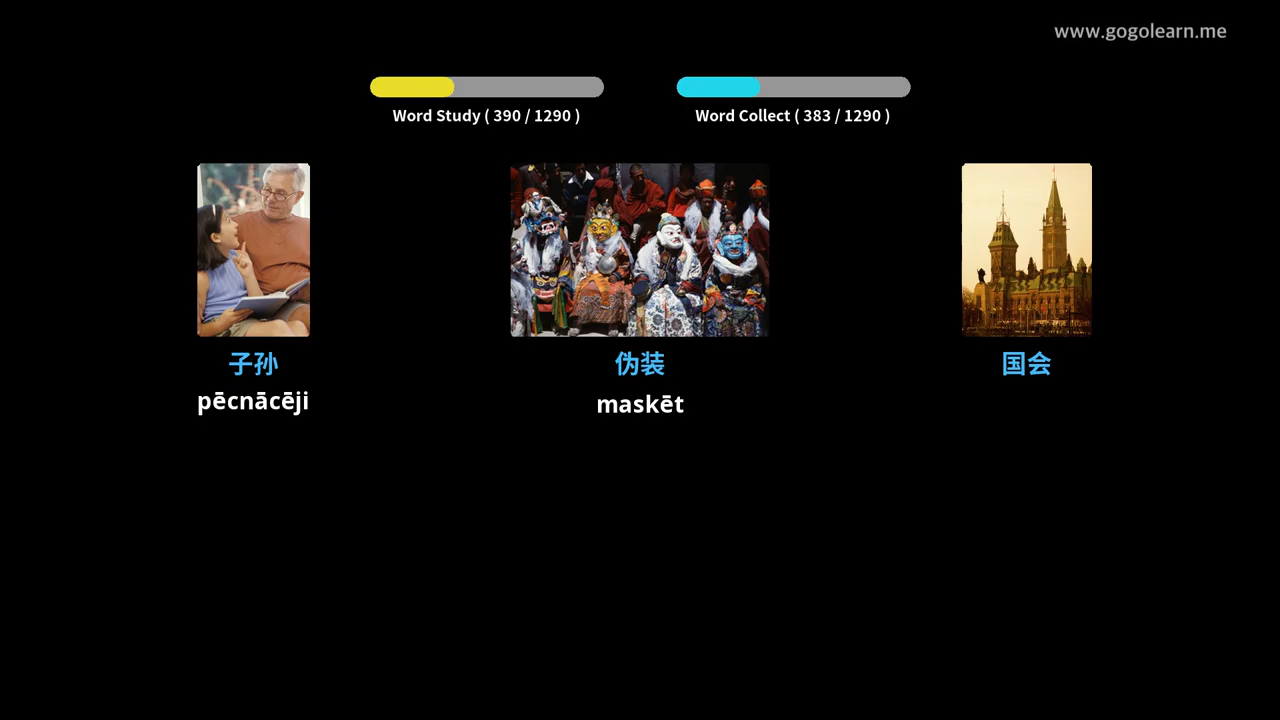 www.gogolearn.me
Word Study ( 390 / 1290 )
Word Collect ( 383 / 1290 )
子孙
伪装
国会
pēcnācēji
maskēt